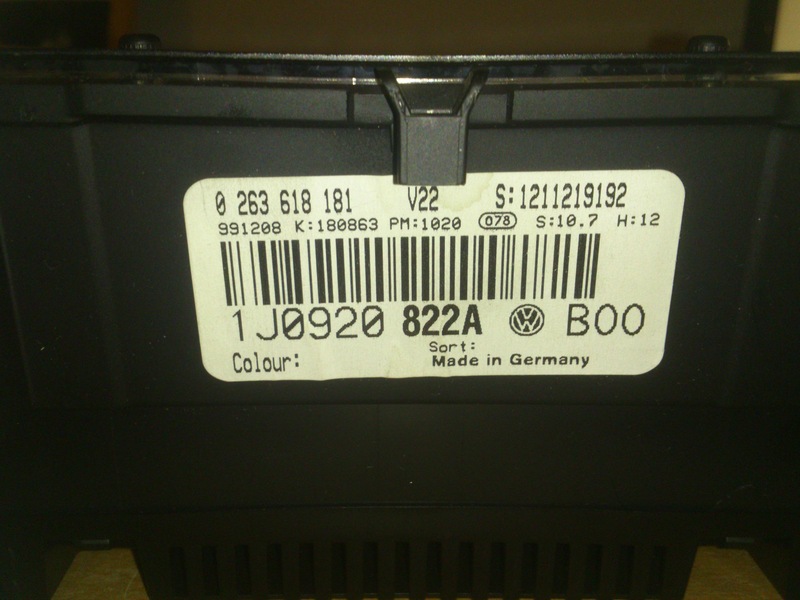 0 263 618 181 V22 S:1211219192
991208 K:180863 PM:1020 078 S:10.7 H:12
1J0920 822A VW B00
Sort:
Colour: Made in Germany